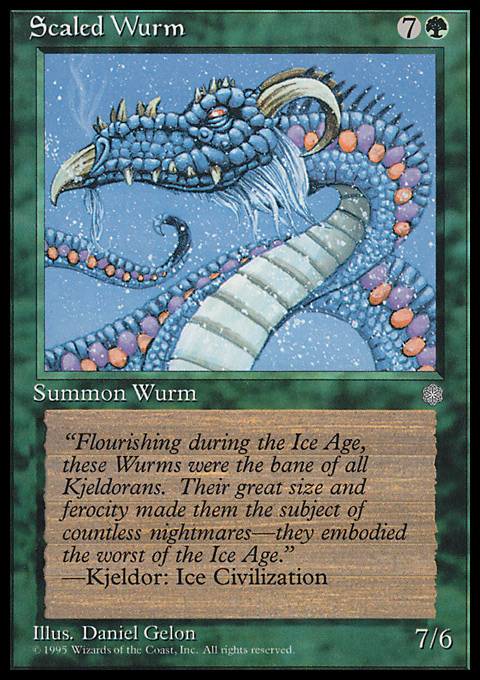 Scaled Wurm
7
Summon Wurm
“Flourishing during the Ice Age,
these Wurms were the bane of all
Kjeldorans. Their great size and
ferocity made them the subject of
countless nightmares—they embodied
the worst of the Ice Age.”
—Kjeldor: Ice Civilization
Illus. Daniel Gelon
7/6
© 1995 Wizards of the Coast, Inc. All rights reserved.